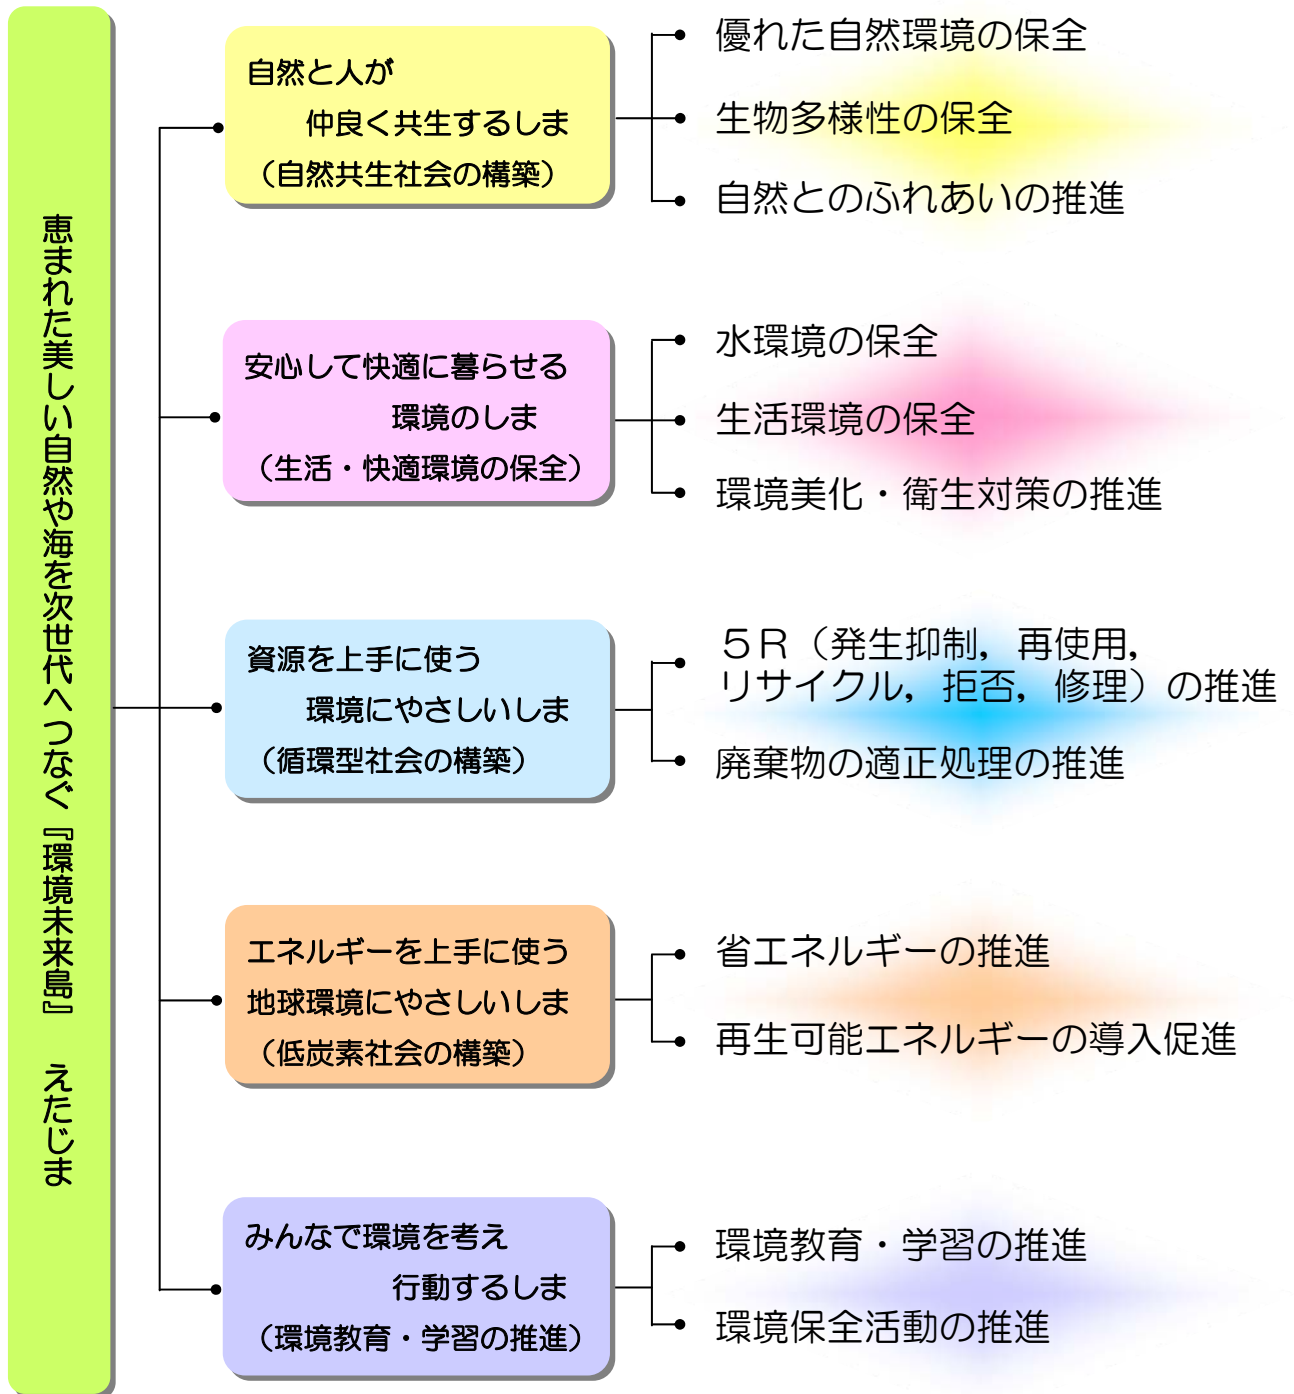 恵まれた美しい自然や海を次世代へつなぐ『環境未来島』　えたじま
自然と人が
仲良く共生するしま
（自然共生社会の構築）
優れた自然環境の保全
生物多様性の保全
自然とのふれあいの推進
安心して快適に暮らせる
環境のしま
（生活・快適環境の保全）
水環境の保全
生活環境の保全
環境美化・衛生対策の推進
資源を上手に使う
環境にやさしいしま
（循環型社会の構築）
５Ｒ（発生抑制，再使用，
リサイクル，拒否，修理）の推進
廃棄物の適正処理の推進
エネルギーを上手に使う
地球環境にやさしいしま
（低炭素社会の構築）
省エネルギーの推進
再生可能エネルギーの導入促進
みんなで環境を考え
行動するしま
（環境教育・学習の推進）
環境教育・学習の推進
環境保全活動の推進